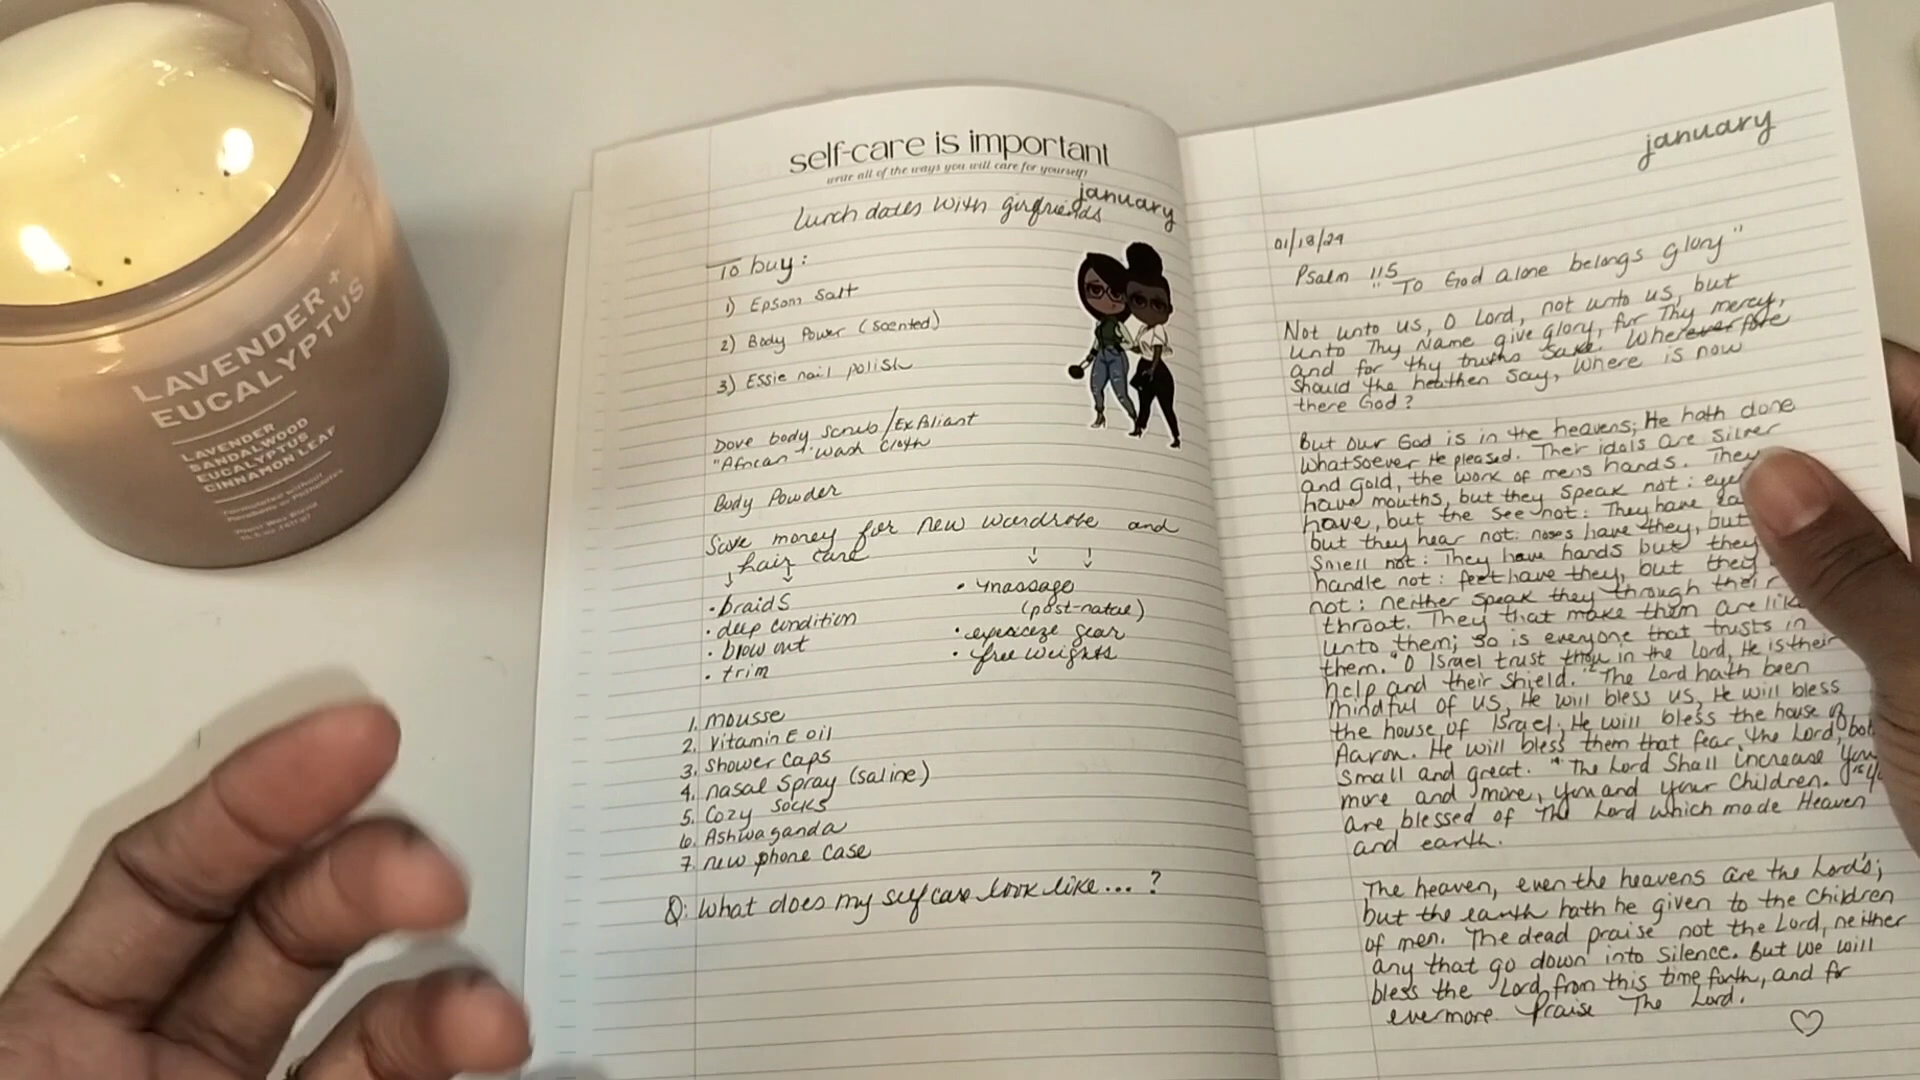 LAVENDER +
EUCALYPTUS
LAVENDER
SANDALWOOD
EUCALYPTUS
CINNAMON LEAF
self-care is important
write all of the ways you will care for yourself!
january
Lunch dates with girlfriends
To buy:
1) Epsom Salt
2) Body Power (scented)
3) Essie nail polish
Dove body scrub/Exfoliant
"African" wash cloth
Body Powder
Save money for new wardrobe and
hair care
• braids
• deep condition
• blow out
• trim
• massage
(post-natal)
• exercize gear
• free weights
1. mousse
2. Vitamin E oil
3. Shower caps
4. nasal Spray (saline)
5. Cozy socks
6. Ashwaganda
7. new phone case
Q: What does my self care look like... ?
january
01/18/24
Psalm 115
"To God alone belongs glory"
Not unto us, O Lord, not unto us, but
unto Thy Name give glory, for Thy mercy,
and for thy truths sake. Where
should the heathen say, where is now
there God?
But our God is in the heavens; He hath done
whatsoever He pleased. Their idols are silver
and gold, the work of mens hands. They
have mouths, but they speak not: eye
have, but the see not: They have ea
but they hear not: noses have they, but
smell not: They have hands but they
handle not: feet have they, but they
not: neither speak they through their
throat. They that make them are like
unto them; so is everyone that trusts in
them. "O Israel trust thou in the Lord, He is their
help and their shield. "The Lord hath been
mindful of us, He will bless us, He will bless
the house of Israel; He will bless the house of
Aaron. He will bless them that fear the Lord, bot
small and great. "The Lord shall increase you
more and more, you and your children.
are blessed of The Lord which made Heaven
and earth.
The heaven, even the heavens are the Lord's;
but the earth hath he given to the children
of men. The dead praise not the Lord, neither
any that go down into silence. But we will
bless the Lord from this time forth, and for
evermore Praise The Lord.